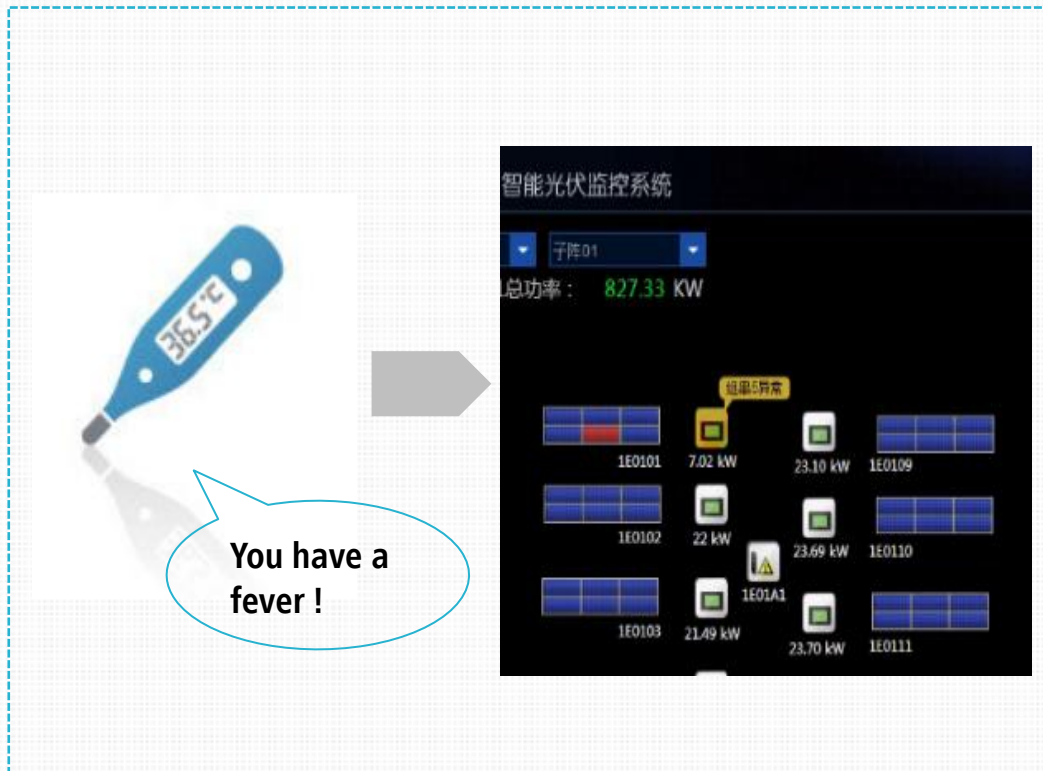 36.5°C
You have a
fever !
智能光伏监控系统
子阵01
总功率： 827.33 KW
组串5异常
1E0101
7.02 kW
23.10 kW
1E0109
1E0102
22 kW
23.69 kW
1E0110
1E01A1
1E0103
21.49 kW
23.70 kW
1E0111